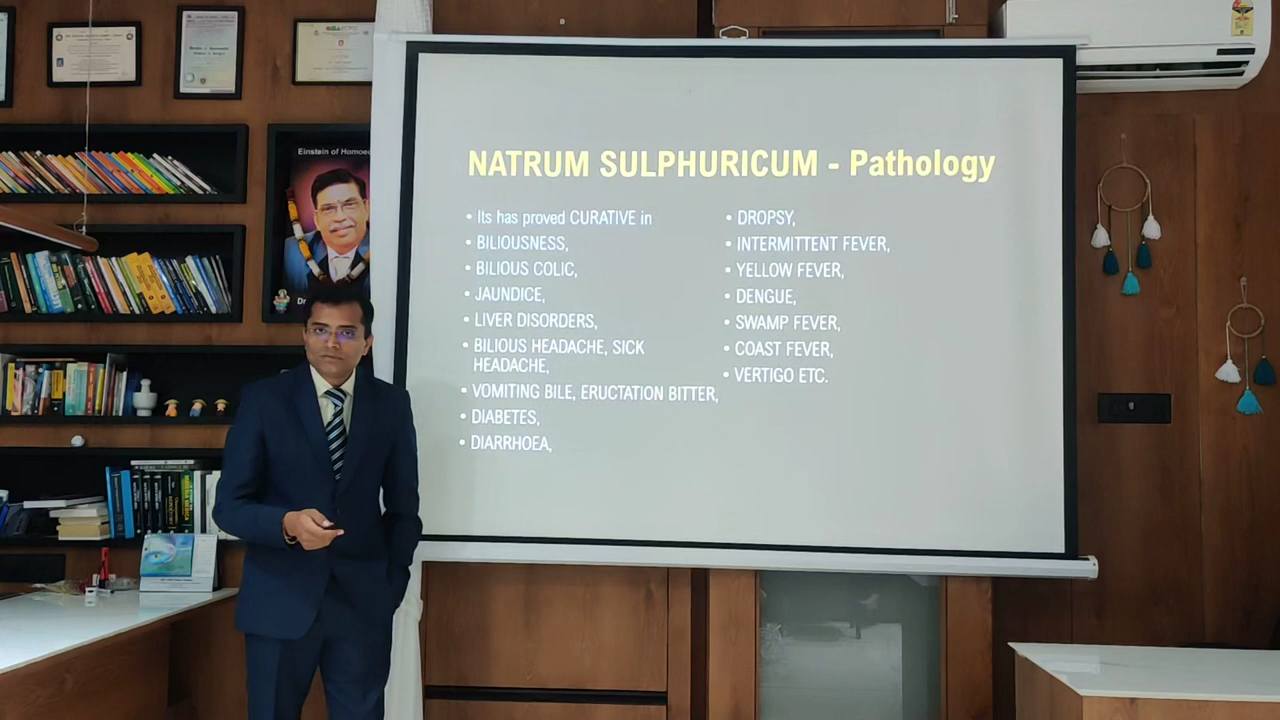 Einstein of Homoeo
Dr
NATRUM SULPHURICUM - Pathology
• Its has proved CURATIVE in
• BILIOUSNESS,
• BILIOUS COLIC,
• JAUNDICE,
• LIVER DISORDERS,
• BILIOUS HEADACHE, SICK
HEADACHE,
• VOMITING BILE, ERUCTATION BITTER,
• DIABETES,
• DIARRHOEA,
• DROPSY,
• INTERMITTENT FEVER,
• YELLOW FEVER,
• DENGUE,
• SWAMP FEVER,
• COAST FEVER,
• VERTIGO ETC.